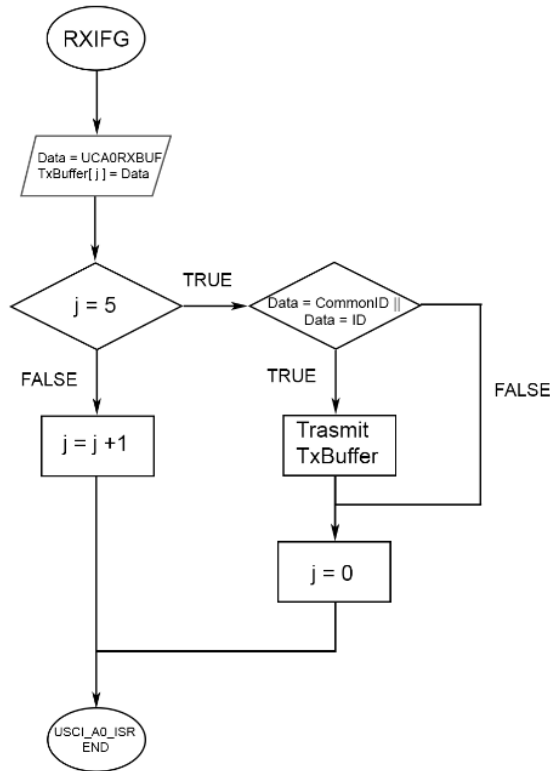 RXIFG
Data = UCA0RXBUF
TxBuffer[ j ] = Data
j = 5
TRUE
Data = CommonID ||
Data = ID
FALSE
TRUE
FALSE
j = j +1
Trasmit
TxBuffer
j = 0
USCI_A0_ISR
END